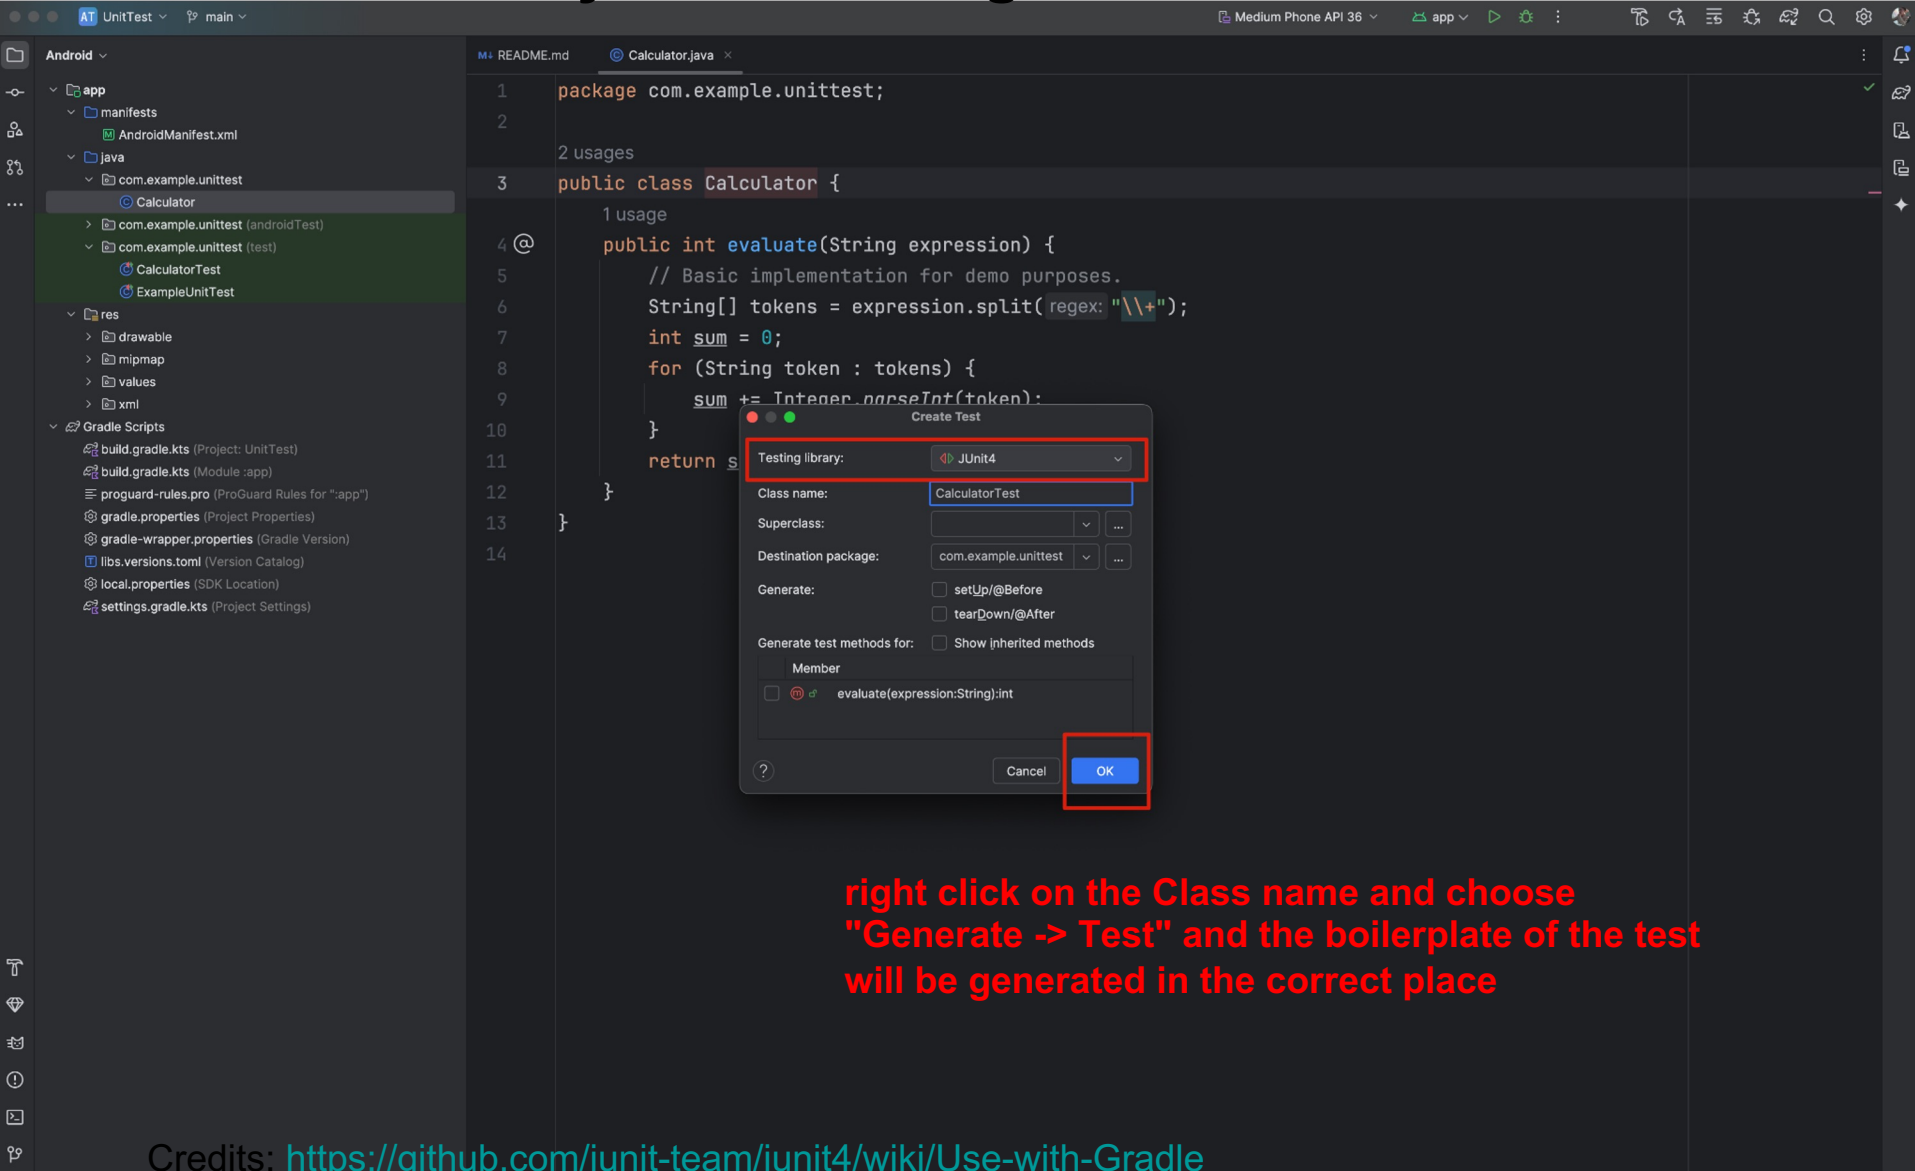 AT UnitTest main Medium Phone API 36 app
Android
README.md Calculator.java
app
manifests
AndroidManifest.xml
java
com.example.unittest
Calculator
com.example.unittest (androidTest)
com.example.unittest (test)
CalculatorTest
ExampleUnitTest
res
drawable
mipmap
values
xml
Gradle Scripts
build.gradle.kts (Project: UnitTest)
build.gradle.kts (Module :app)
proguard-rules.pro (ProGuard Rules for ":app")
gradle.properties (Project Properties)
gradle-wrapper.properties (Gradle Version)
libs.versions.toml (Version Catalog)
local.properties (SDK Location)
settings.gradle.kts (Project Settings)
1 package com.example.unittest;
2
2 usages
3 public class Calculator {
1 usage
4 @ public int evaluate(String expression) {
5 // Basic implementation for demo purposes.
6 String[] tokens = expression.split( regex: "\\+");
7 int sum = 0;
8 for (String token : tokens) {
9 sum += Integer.parseInt(token);
10 }
11 return s
12 }
13 }
14
Create Test
Testing library: JUnit4
Class name: CalculatorTest
Superclass: ...
Destination package: com.example.unittest ...
Generate: setUp/@Before
tearDown/@After
Generate test methods for: Show inherited methods
Member
evaluate(expression:String):int
? Cancel OK
right click on the Class name and choose
"Generate -> Test" and the boilerplate of the test
will be generated in the correct place
Credits: https://github.com/junit-team/junit4/wiki/Use-with-Gradle